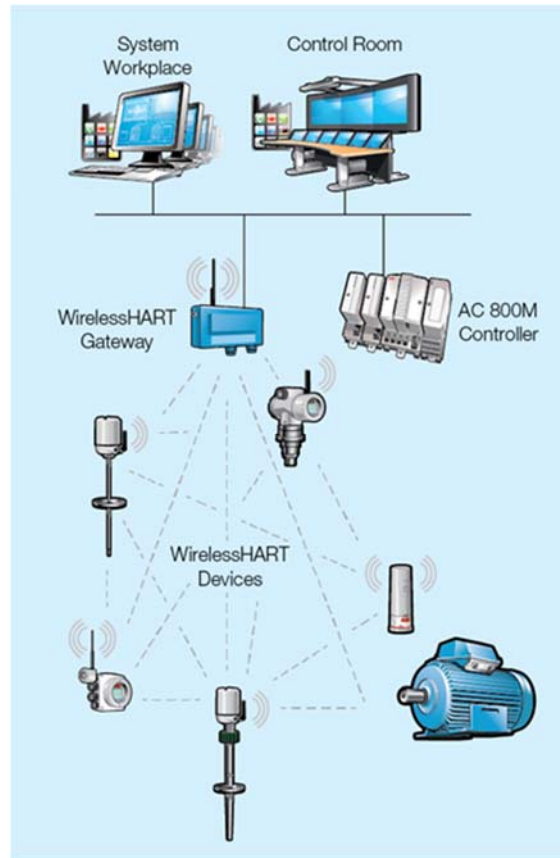 System
Workplace
Control Room
WirelessHART
Gateway
AC 800M
Controller
WirelessHART
Devices